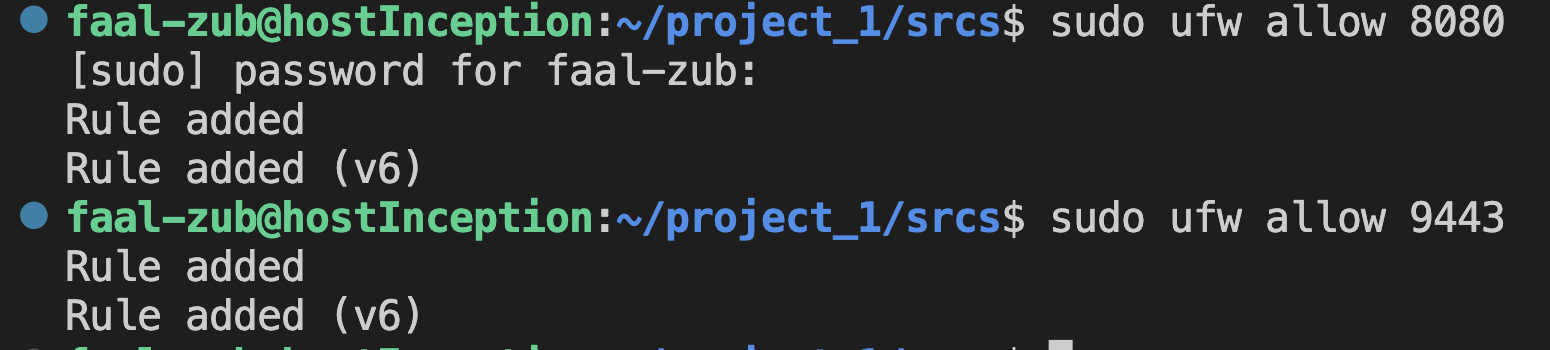 faal-zub@hostInception:~/project_1/srcs$ sudo ufw allow 8080
[sudo] password for faal-zub:
Rule added
Rule added (v6)
faal-zub@hostInception:~/project_1/srcs$ sudo ufw allow 9443
Rule added
Rule added (v6)